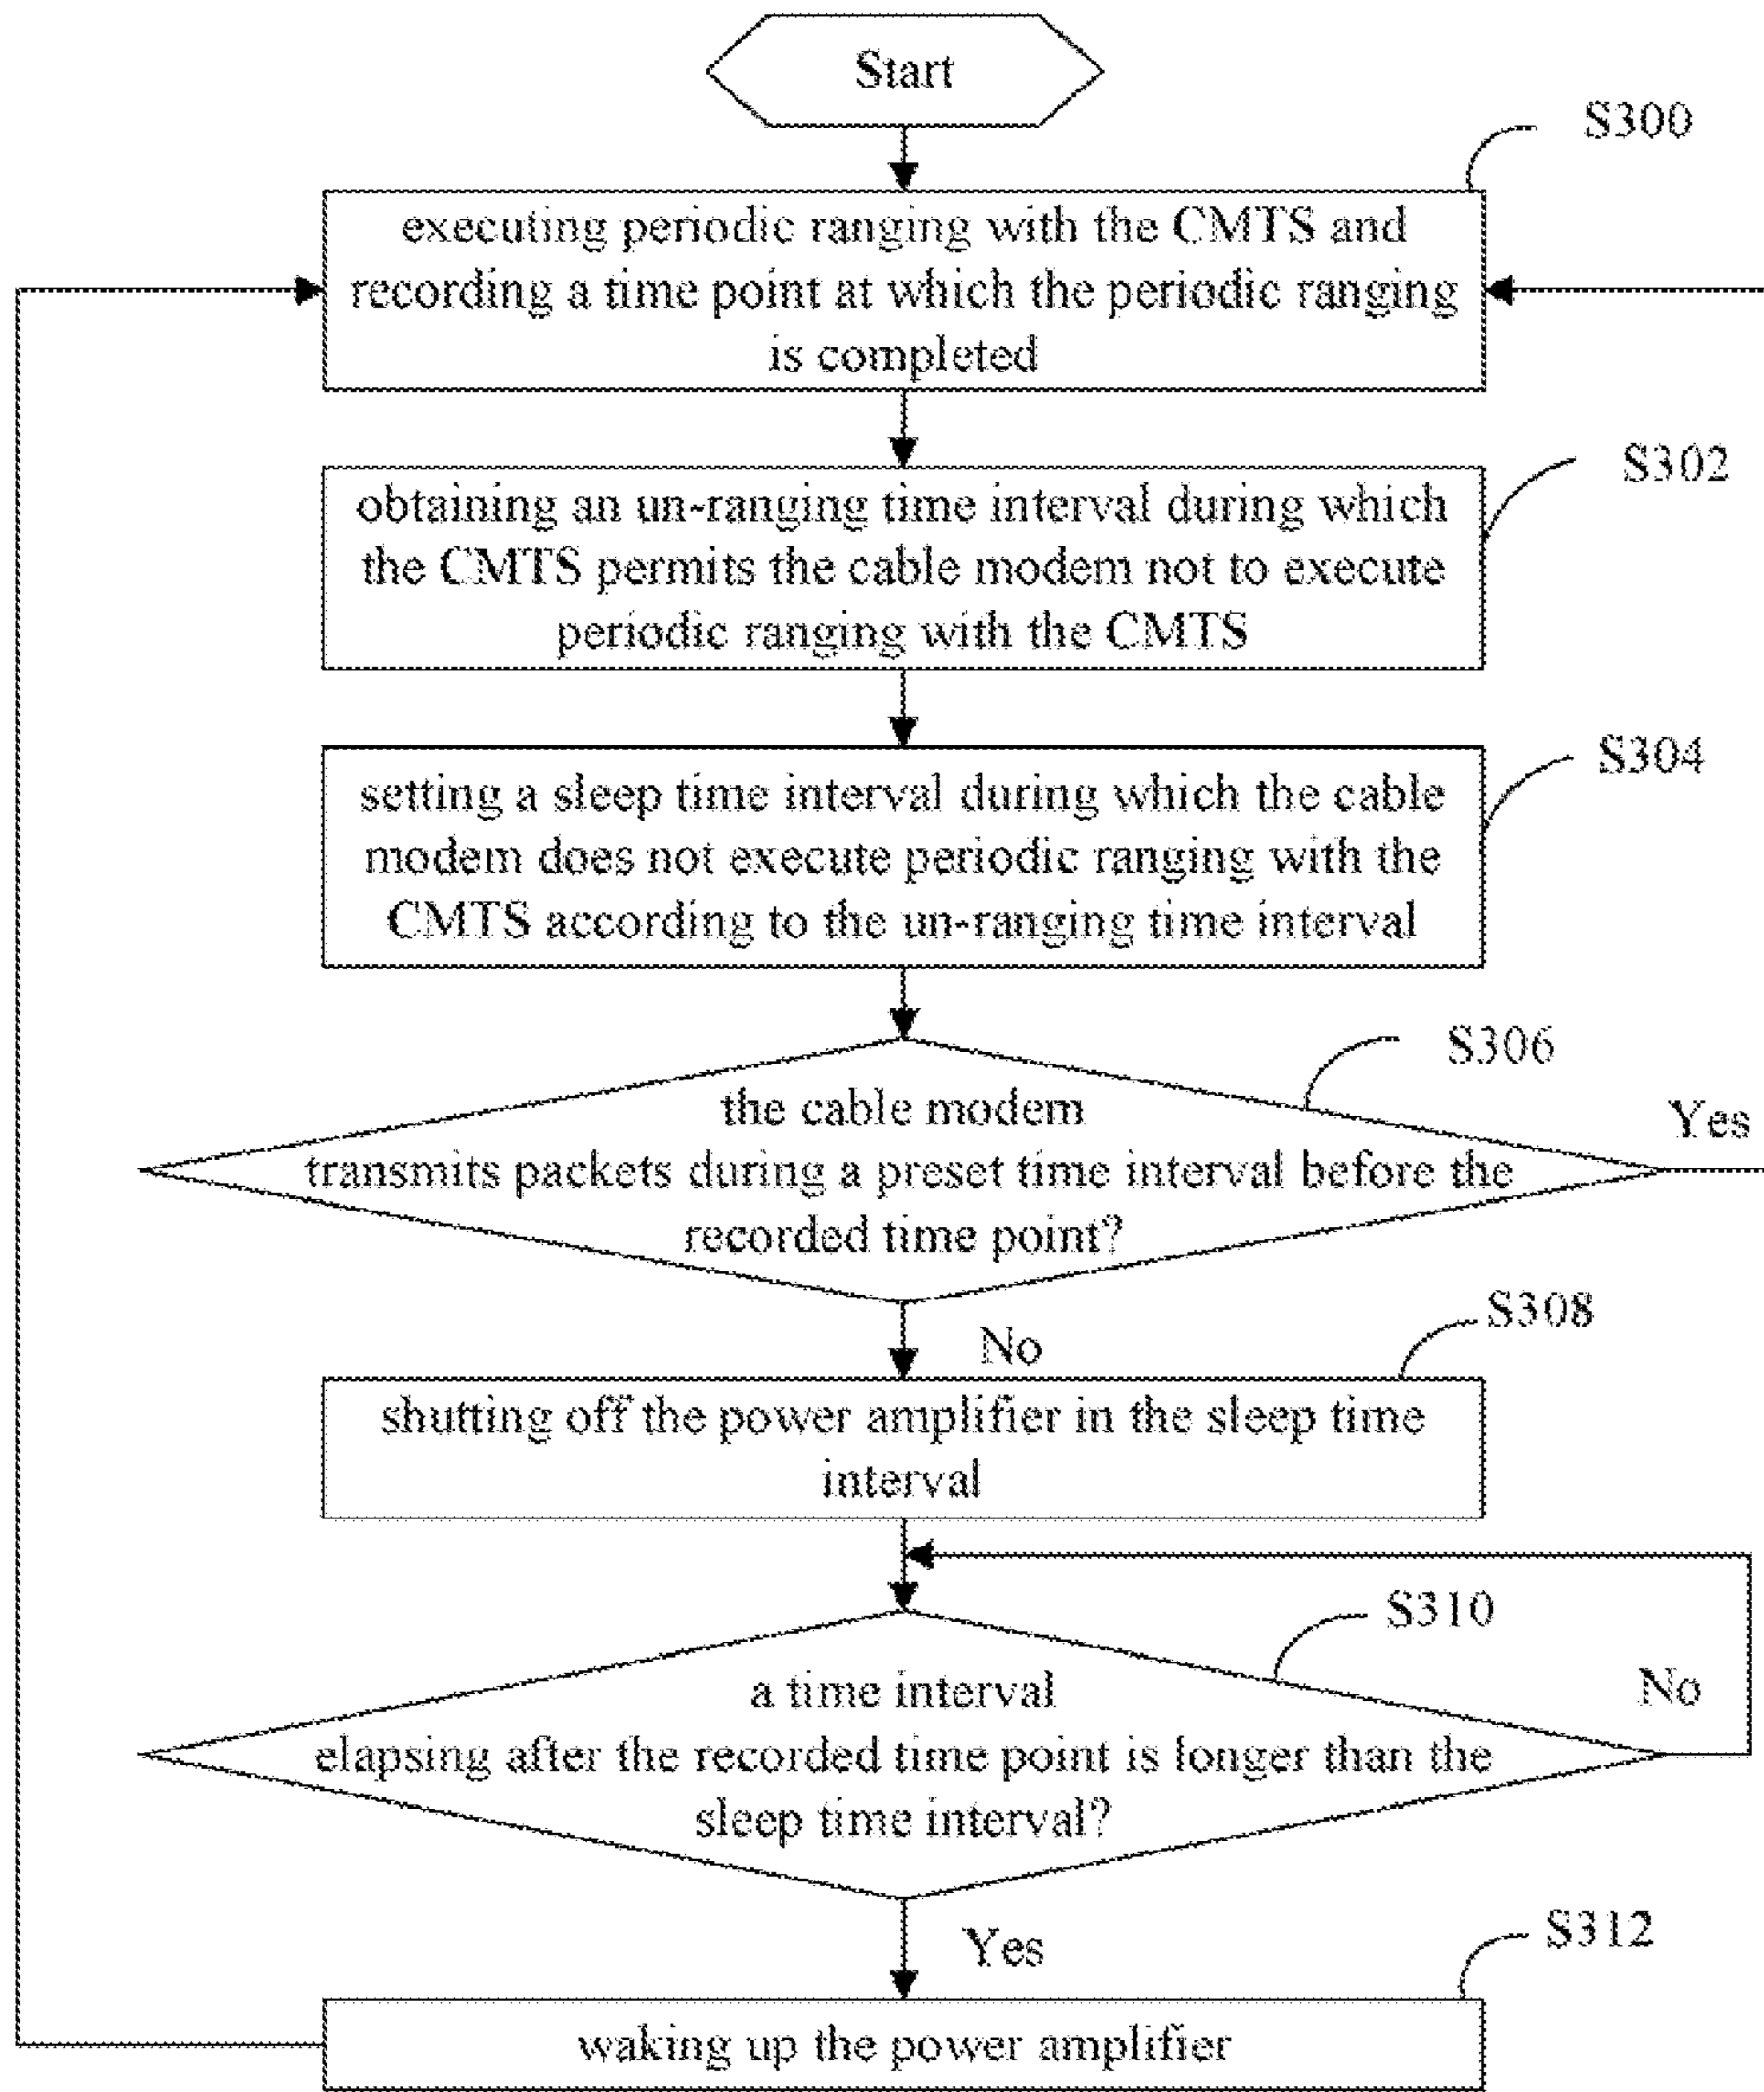 Start
S300
executing periodic ranging with the CMTS and
recording a time point at which the periodic ranging
is completed
S302
obtaining an un-ranging time interval during which
the CMTS permits the cable modem not to execute
periodic ranging with the CMTS
S304
setting a sleep time interval during which the cable
modem does not execute periodic ranging with the
CMTS according to the un-ranging time interval
S306
the cable modem
Yes
transmits packets during a preset time interval before the
recorded time point?
S308
No
shutting off the power amplifier in the sleep time
interval
S310
a time interval
No
elapsing after the recorded time point is longer than the
sleep time interval?
S312
Yes
waking up the power amplifier